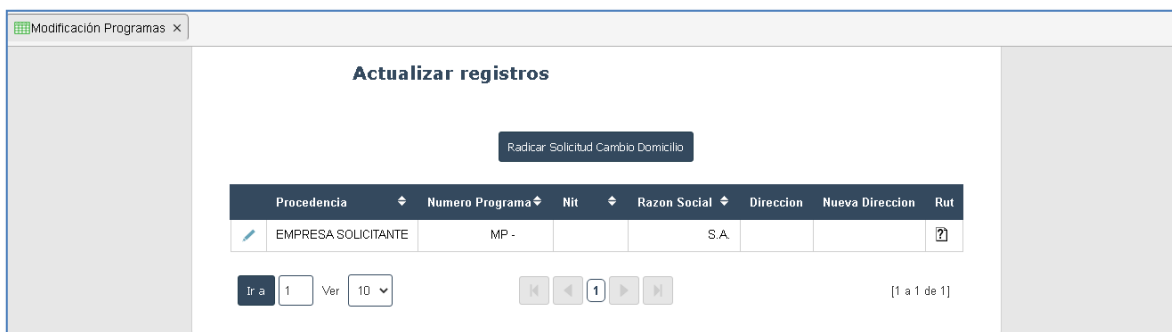 Modificación Programas ×
Actualizar registros
Radicar Solicitud Cambio Domicilio
Procedencia Numero Programa Nit Razon Social Direccion Nueva Direccion Rut
EMPRESA SOLICITANTE MP - S.A.
Ir a 1 Ver 10 1 [1 a 1 de 1]